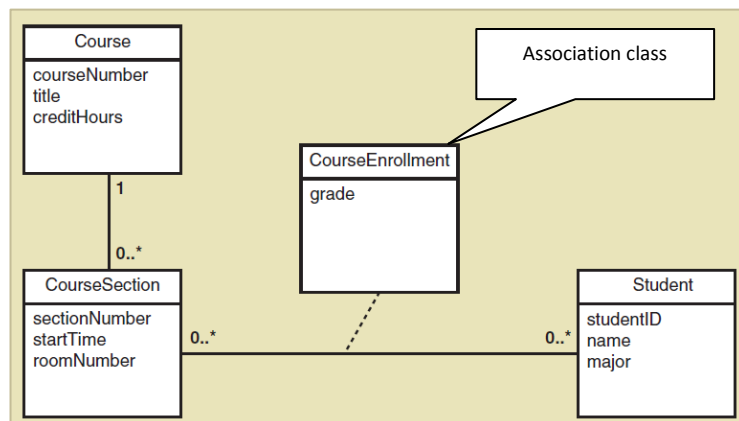 Course
courseNumber
title
creditHours
Association class
CourseEnrollment
grade
1
0..*
CourseSection
sectionNumber
startTime
roomNumber
0..*
0..*
Student
studentID
name
major